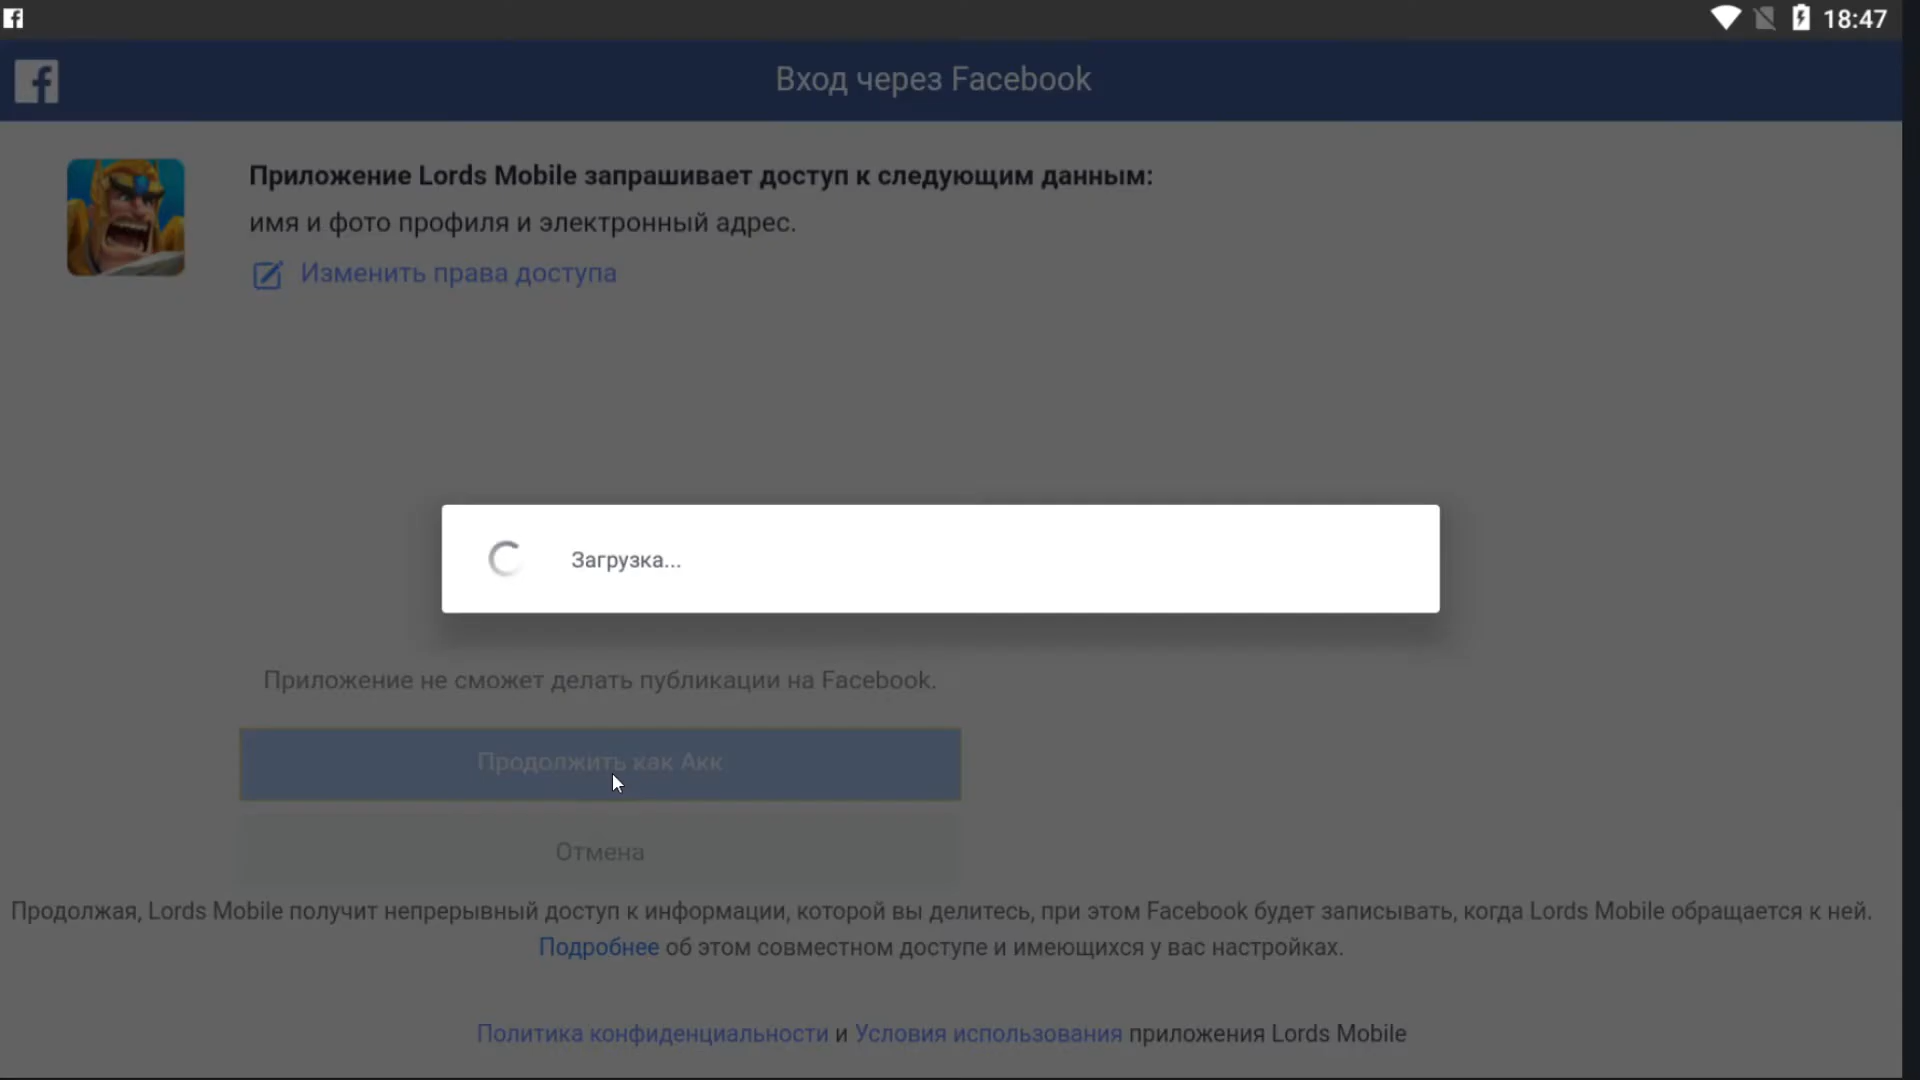 18:47
Вход через Facebook
Приложение Lords Mobile запрашивает доступ к следующим данным:
имя и фото профиля и электронный адрес.
Изменить права доступа
Загрузка...
Приложение не сможет делать публикации на Facebook.
Продолжить как Акк
Отмена
Продолжая, Lords Mobile получит непрерывный доступ к информации, которой вы делитесь, при этом Facebook будет записывать, когда Lords Mobile обращается к ней.
Подробнее об этом совместном доступе и имеющихся у вас настройках.
Политика конфиденциальности и Условия использования приложения Lords Mobile